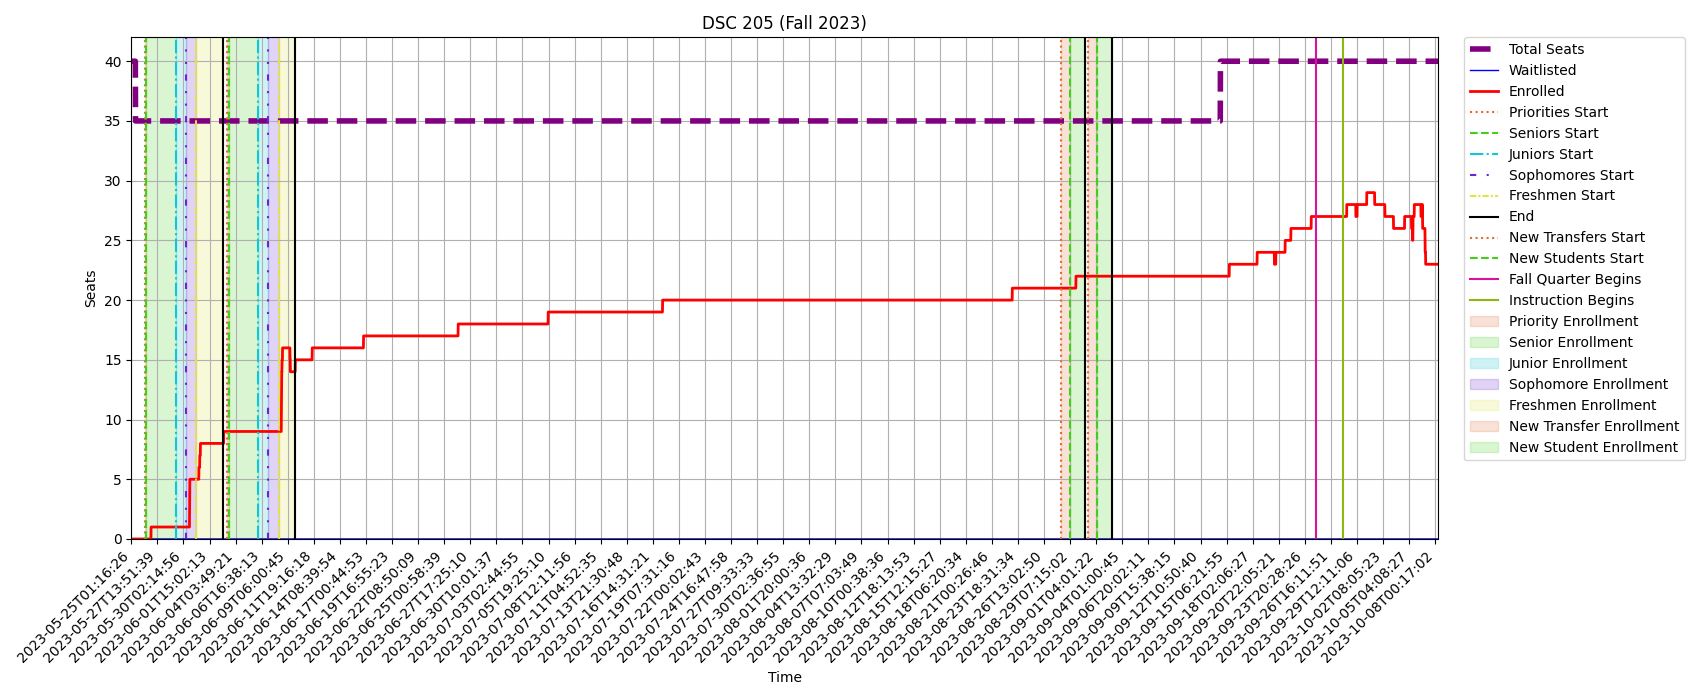 DSC 205 (Fall 2023)
Seats
40
35
30
25
20
15
10
5
0
2023-05-25T01:16:26
2023-05-27T13:51:39
2023-05-30T02:14:56
2023-06-01T15:02:13
2023-06-04T03:49:21
2023-06-06T16:38:13
2023-06-09T06:00:45
2023-06-11T19:16:18
2023-06-14T08:39:54
2023-06-17T00:44:53
2023-06-19T16:55:23
2023-06-22T08:50:09
2023-06-25T00:58:39
2023-06-27T17:25:10
2023-06-30T10:01:37
2023-07-03T02:44:55
2023-07-05T19:25:10
2023-07-08T12:11:56
2023-07-11T04:52:35
2023-07-13T21:30:48
2023-07-16T14:31:21
2023-07-19T07:31:16
2023-07-22T00:02:43
2023-07-24T16:47:58
2023-07-27T09:33:33
2023-07-30T02:36:55
2023-08-01T20:00:36
2023-08-04T13:32:29
2023-08-07T07:03:49
2023-08-10T00:38:36
2023-08-12T18:13:53
2023-08-15T12:15:27
2023-08-18T06:20:34
2023-08-21T00:26:46
2023-08-23T18:31:34
2023-08-26T13:02:50
2023-08-29T07:15:02
2023-09-01T04:01:22
2023-09-04T01:00:45
2023-09-06T20:02:11
2023-09-09T15:38:15
2023-09-12T10:50:40
2023-09-15T06:21:55
2023-09-18T02:06:27
2023-09-20T22:05:21
2023-09-23T20:28:26
2023-09-26T16:11:51
2023-09-29T12:11:06
2023-10-02T08:05:23
2023-10-05T04:08:27
2023-10-08T00:17:02
Time
Total Seats
Waitlisted
Enrolled
Priorities Start
Seniors Start
Juniors Start
Sophomores Start
Freshmen Start
End
New Transfers Start
New Students Start
Fall Quarter Begins
Instruction Begins
Priority Enrollment
Senior Enrollment
Junior Enrollment
Sophomore Enrollment
Freshmen Enrollment
New Transfer Enrollment
New Student Enrollment